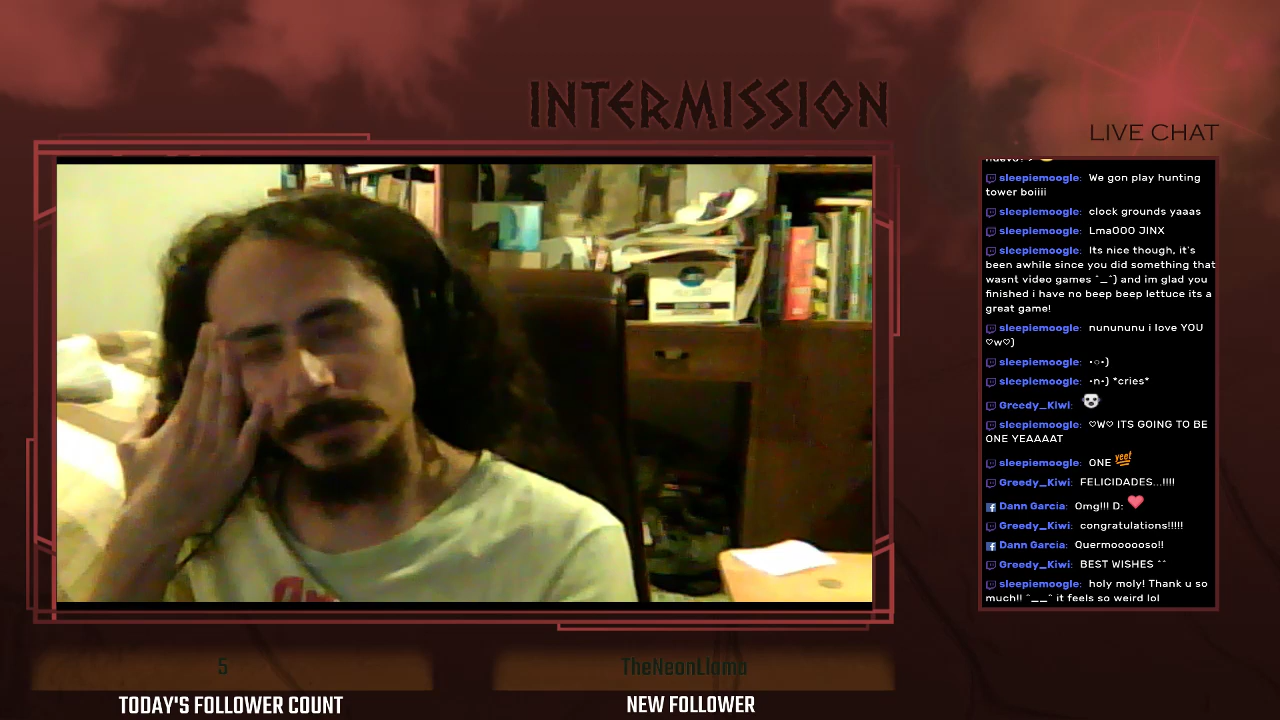 INTERMISSION
LIVE CHAT
sleepiemoogle: We gon play hunting
tower boiiii
sleepiemoogle: clock grounds yaaas
sleepiemoogle: LmaOOO JINX
sleepiemoogle: Its nice though, it's
been awhile since you did something that
wasnt video games ^_^) and im glad you
finished i have no beep beep lettuce its a
great game!
sleepiemoogle: nunununu i love YOU
♡w♡)
sleepiemoogle: •○•)
sleepiemoogle: •n•) *cries*
Greedy_Kiwi:
sleepiemoogle: ♡W♡ ITS GOING TO BE
ONE YEAAAAT
sleepiemoogle: ONE yeet
Greedy_Kiwi: FELICIDADES...!!!!
Dann Garcia: Omg!!! D:
Greedy_Kiwi: congratulations!!!!!
Dann Garcia: Quermoooooso!!
Greedy_Kiwi: BEST WISHES ^^
sleepiemoogle: holy moly! Thank u so
much!! ^__^ it feels so weird lol
5
TheNeonLlama
TODAY'S FOLLOWER COUNT
NEW FOLLOWER